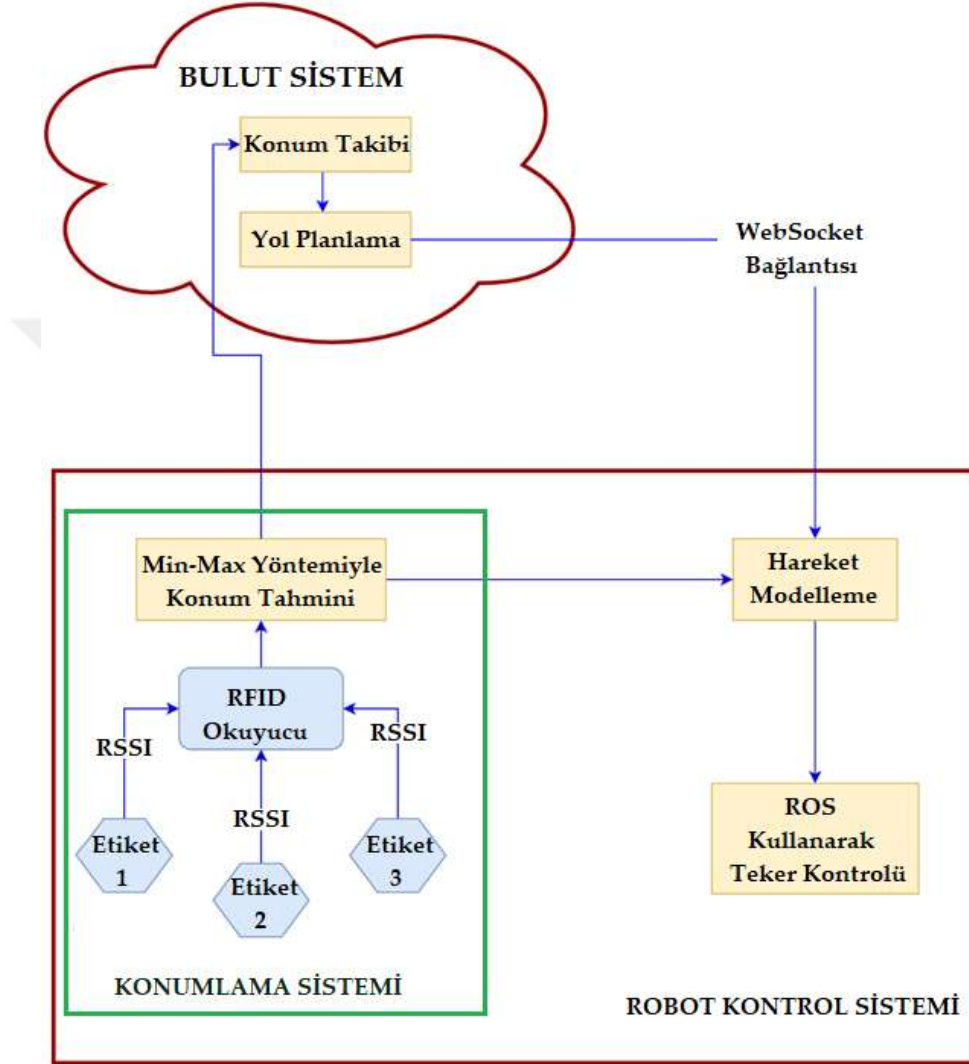 BULUT SİSTEM
Konum Takibi
Yol Planlama
WebSocket
Bağlantısı
Min-Max Yöntemiyle
Konum Tahmini
Hareket
Modelleme
RFID
Okuyucu
RSSI
RSSI
RSSI
Etiket
1
Etiket
2
Etiket
3
ROS
Kullanarak
Teker Kontrolü
KONUMLAMA SİSTEMİ
ROBOT KONTROL SİSTEMİ